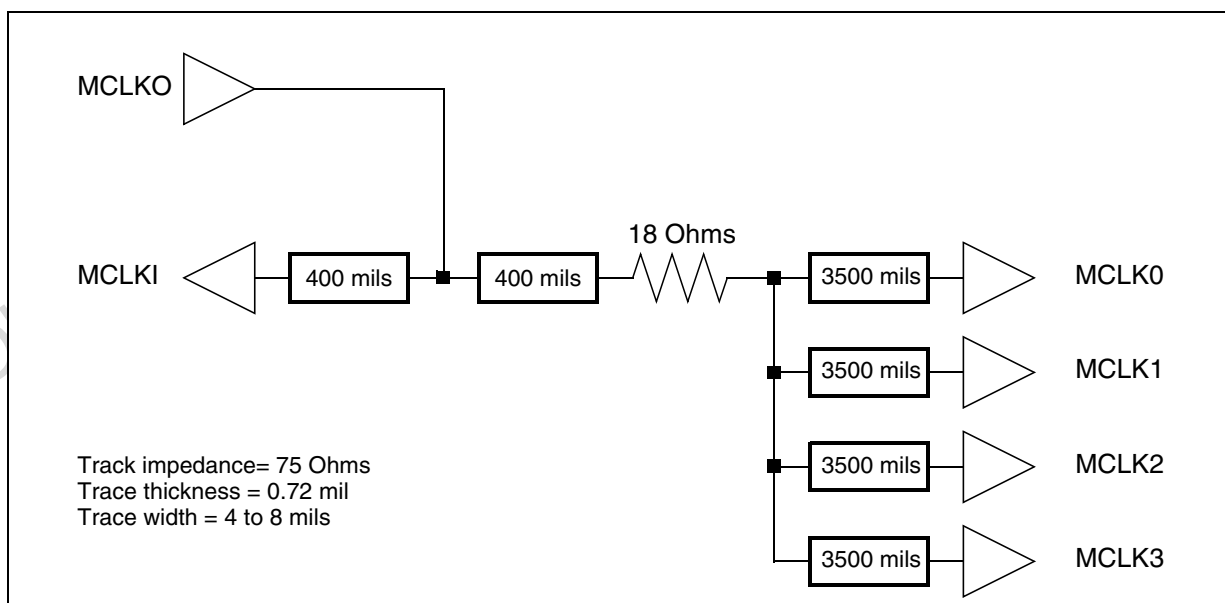 MCLKO
18 Ohms
MCLKI
400 mils
400 mils
3500 mils
MCLK0
3500 mils
MCLK1
3500 mils
MCLK2
3500 mils
MCLK3
Track impedance= 75 Ohms
Trace thickness = 0.72 mil
Trace width = 4 to 8 mils